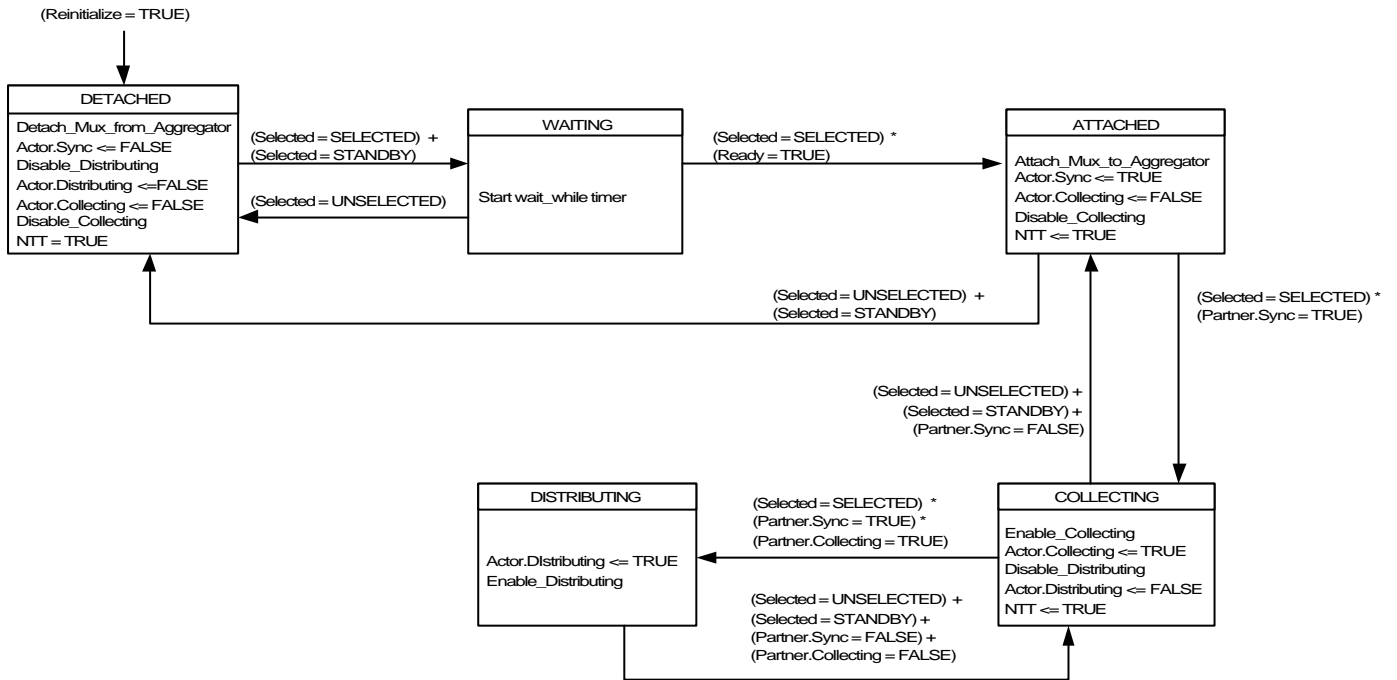 (Reinitialize = TRUE)
DETACHED
Detach_Mux_from_Aggregator
Actor.Sync <= FALSE
Disable_Distributing
Actor.Distributing <=FALSE
Actor.Collecting <= FALSE
Disable_Collecting
NTT = TRUE
(Selected = SELECTED) +
(Selected = STANDBY)
(Selected = UNSELECTED)
WAITING
Start wait_while timer
(Selected = SELECTED) *
(Ready = TRUE)
ATTACHED
Attach_Mux_to_Aggregator
Actor.Sync <= TRUE
Actor.Collecting <= FALSE
Disable_Collecting
NTT <= TRUE
(Selected = UNSELECTED) +
(Selected = STANDBY)
(Selected = SELECTED) *
(Partner.Sync = TRUE)
(Selected = UNSELECTED) +
(Selected = STANDBY) +
(Partner.Sync = FALSE)
DISTRIBUTING
Actor.DIstributing <= TRUE
Enable_Distributing
(Selected = SELECTED) *
(Partner.Sync = TRUE) *
(Partner.Collecting = TRUE)
(Selected = UNSELECTED) +
(Selected = STANDBY) +
(Partner.Sync = FALSE) +
(Partner.Collecting = FALSE)
COLLECTING
Enable_Collecting
Actor.Collecting <= TRUE
Disable_Distributing
Actor.Distributing <= FALSE
NTT <= TRUE